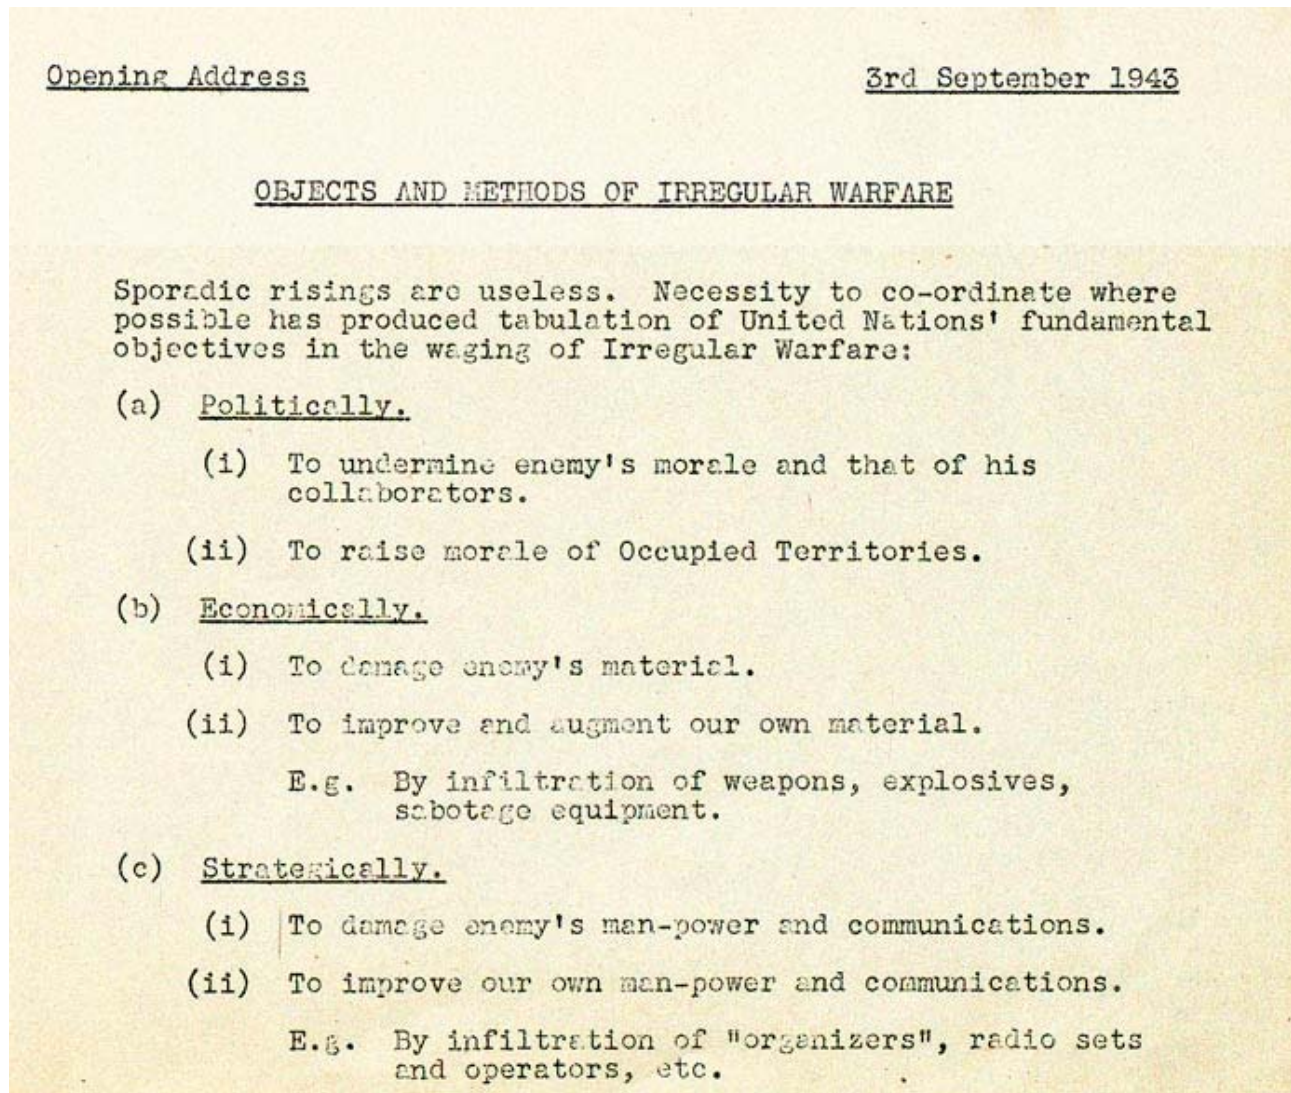 Opening Address 3rd September 1943
OBJECTS AND METHODS OF IRREGULAR WARFARE
Sporadic risings are useless. Necessity to co-ordinate where
possible has produced tabulation of United Nations' fundamental
objectives in the waging of Irregular Warfare:
(a) Politically.
(i) To undermine enemy's morale and that of his
collaborators.
(ii) To raise morale of Occupied Territories.
(b) Economically.
(i) To damage enemy's material.
(ii) To improve and augment our own material.
E.g. By infiltration of weapons, explosives,
sabotage equipment.
(c) Strategically.
(i) To damage enemy's man-power and communications.
(ii) To improve our own man-power and communications.
E.g. By infiltration of "organizers", radio sets
and operators, etc.